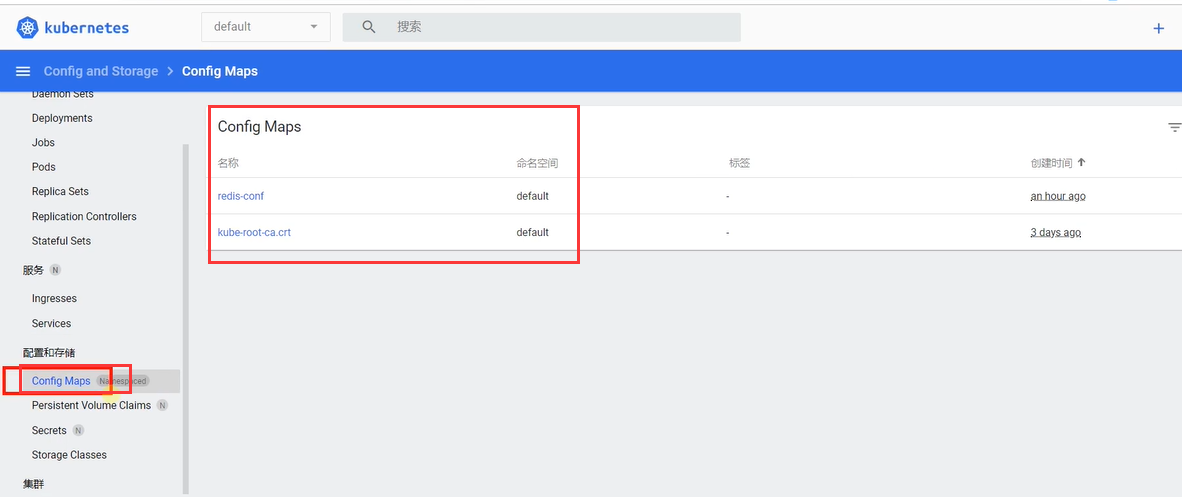 kubernetes
default
搜索
Config and Storage > Config Maps
Daemon Sets
Deployments
Jobs
Pods
Replica Sets
Replication Controllers
Stateful Sets
服务 N
Ingresses
Services
配置和存储
Config Maps Namespaced
Persistent Volume Claims N
Secrets N
Storage Classes
集群
Config Maps
名称 命名空间 标签 创建时间
redis-conf default - an hour ago
kube-root-ca.crt default - 3 days ago